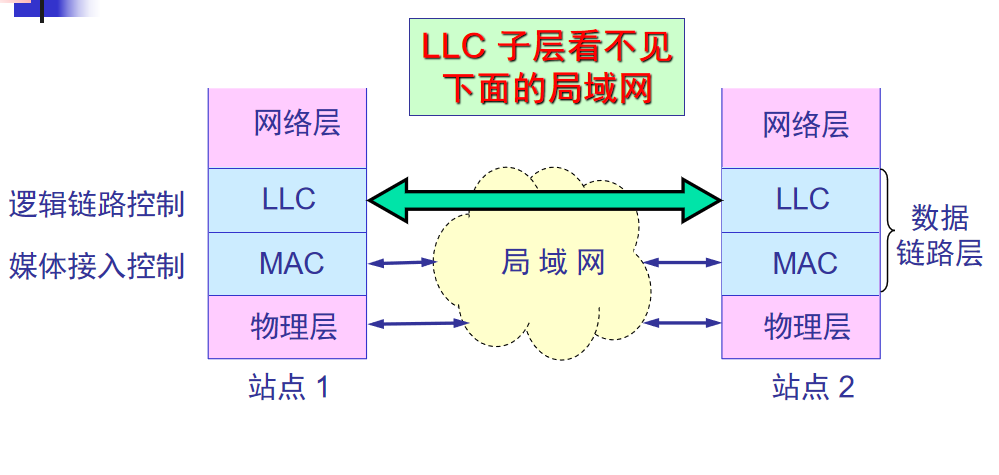 LLC 子层看不见
下面的局域网
网络层
网络层
逻辑链路控制
LLC
LLC
数据
链路层
媒体接入控制
MAC
局 域 网
MAC
物理层
物理层
站点 1
站点 2